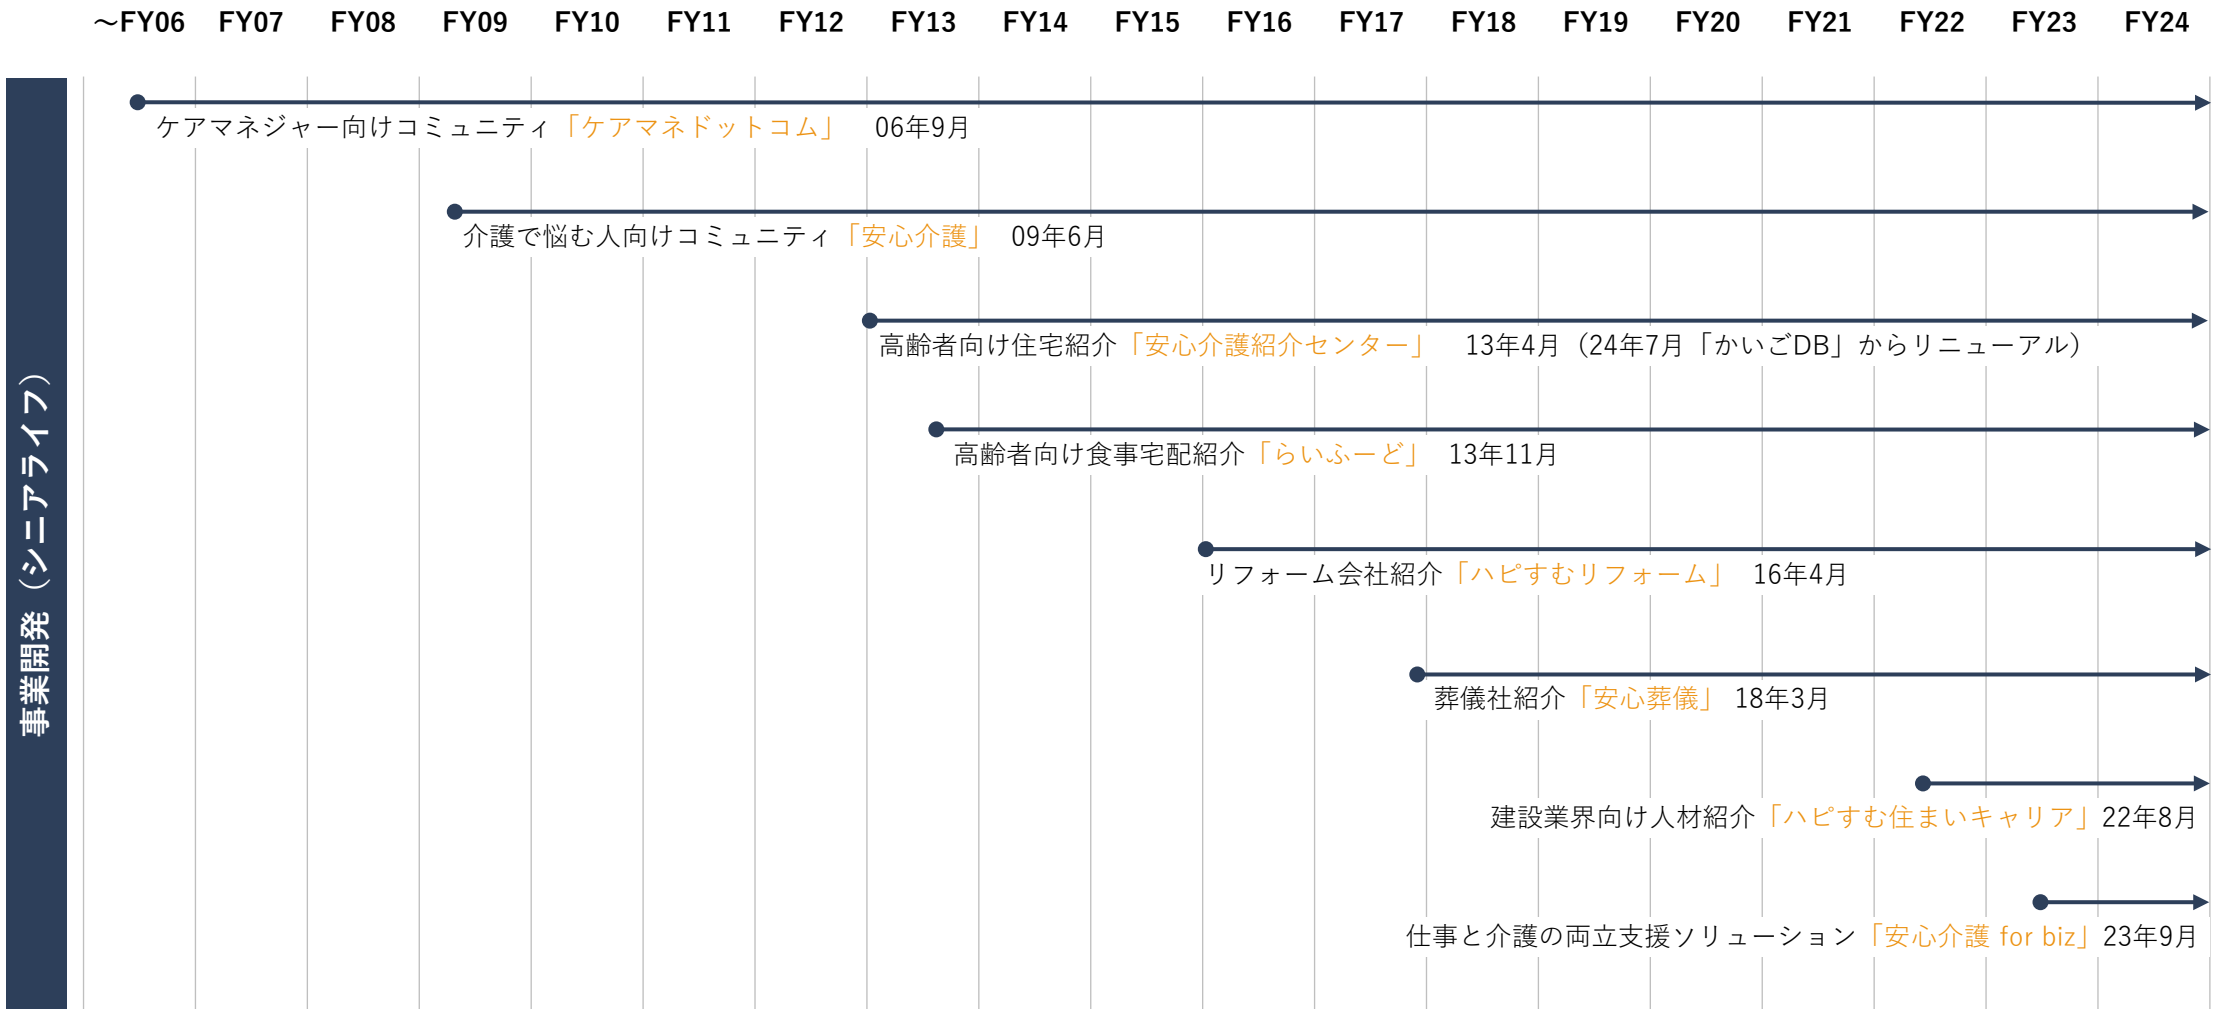 ～FY06 FY07 FY08 FY09 FY10 FY11 FY12 FY13 FY14 FY15 FY16 FY17 FY18 FY19 FY20 FY21 FY22 FY23 FY24
事業開発（シニアライフ）
ケアマネジャー向けコミュニティ「ケアマネドットコム」 06年9月
介護で悩む人向けコミュニティ「安心介護」 09年6月
高齢者向け住宅紹介「安心介護紹介センター」 13年4月（24年7月「かいごDB」からリニューアル）
高齢者向け食事宅配紹介「らいふーど」 13年11月
リフォーム会社紹介「ハピすむリフォーム」 16年4月
葬儀社紹介「安心葬儀」 18年3月
建設業界向け人材紹介「ハピすむ住まいキャリア」22年8月
仕事と介護の両立支援ソリューション「安心介護 for biz」23年9月